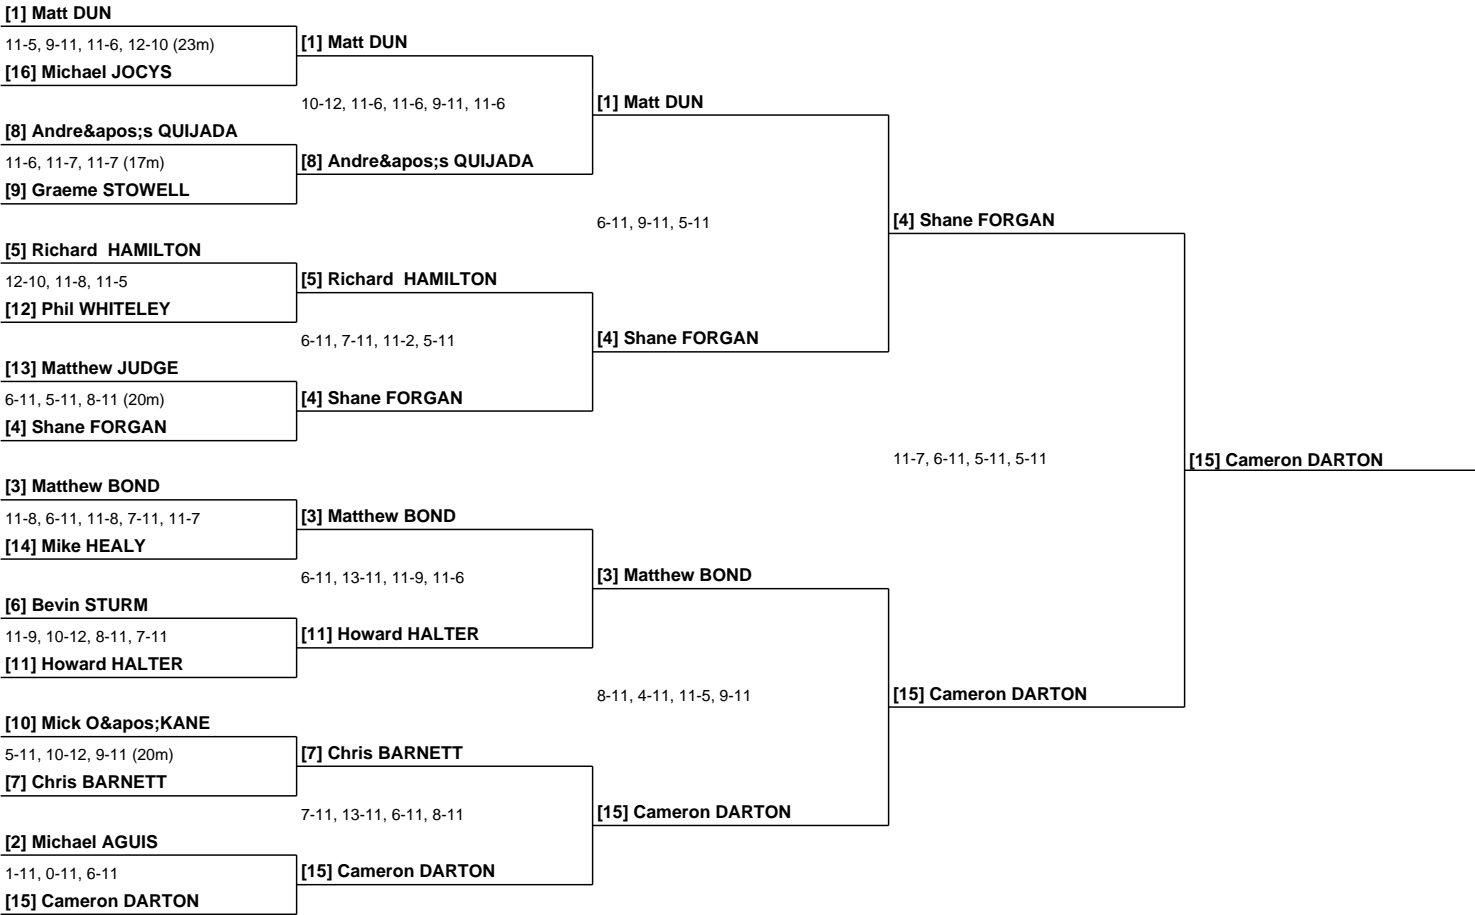 [1] Matt DUN
11-5, 9-11, 11-6, 12-10 (23m)
[16] Michael JOCYS
[8] Andre&apos;s QUIJADA
11-6, 11-7, 11-7 (17m)
[9] Graeme STOWELL
[5] Richard  HAMILTON
12-10, 11-8, 11-5
[12] Phil WHITELEY
[13] Matthew JUDGE
6-11, 5-11, 8-11 (20m)
[4] Shane FORGAN
[3] Matthew BOND
11-8, 6-11, 11-8, 7-11, 11-7
[14] Mike HEALY
[6] Bevin STURM
11-9, 10-12, 8-11, 7-11
[11] Howard HALTER
[10] Mick O&apos;KANE
5-11, 10-12, 9-11 (20m)
[7] Chris BARNETT
[2] Michael AGUIS
1-11, 0-11, 6-11
[15] Cameron DARTON
[1] Matt DUN
10-12, 11-6, 11-6, 9-11, 11-6
[8] Andre&apos;s QUIJADA
[5] Richard  HAMILTON
6-11, 7-11, 11-2, 5-11
[4] Shane FORGAN
[3] Matthew BOND
6-11, 13-11, 11-9, 11-6
[11] Howard HALTER
[7] Chris BARNETT
7-11, 13-11, 6-11, 8-11
[15] Cameron DARTON
[1] Matt DUN
6-11, 9-11, 5-11
[4] Shane FORGAN
[3] Matthew BOND
8-11, 4-11, 11-5, 9-11
[15] Cameron DARTON
[4] Shane FORGAN
11-7, 6-11, 5-11, 5-11
[15] Cameron DARTON
[15] Cameron DARTON